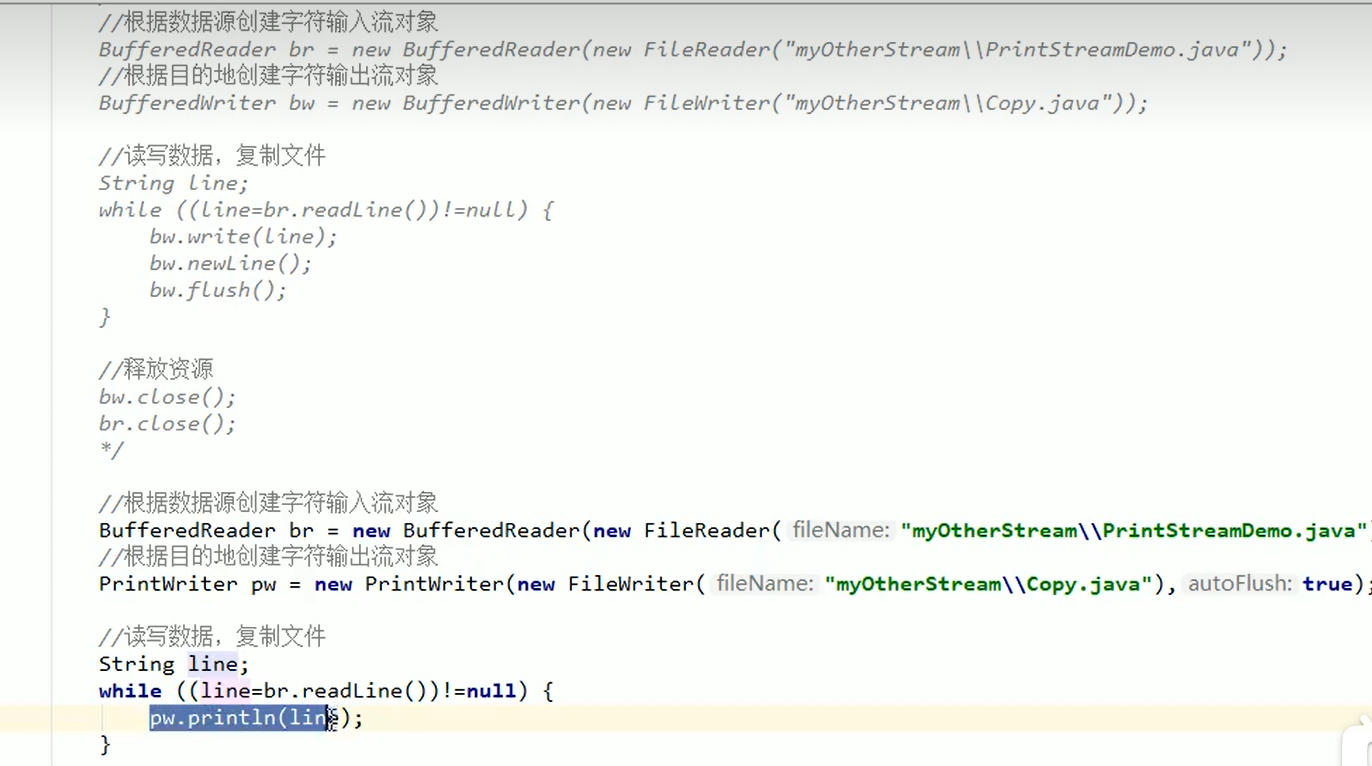 //根据数据源创建字符输入流对象
BufferedReader br = new BufferedReader(new FileReader("myOtherStream\\PrintStreamDemo.java"));
//根据目的地创建字符输出流对象
BufferedWriter bw = new BufferedWriter(new FileWriter("myOtherStream\\Copy.java"));
//读写数据，复制文件
String line;
while ((line=br.readLine())!=null) {
bw.write(line);
bw.newLine();
bw.flush();
}
//释放资源
bw.close();
br.close();
*/
//根据数据源创建字符输入流对象
BufferedReader br = new BufferedReader(new FileReader( fileName: "myOtherStream\\PrintStreamDemo.java"
//根据目的地创建字符输出流对象
PrintWriter pw = new PrintWriter(new FileWriter( fileName: "myOtherStream\\Copy.java"), autoFlush: true);
//读写数据，复制文件
String line;
while ((line=br.readLine())!=null) {
pw.println(line);
}